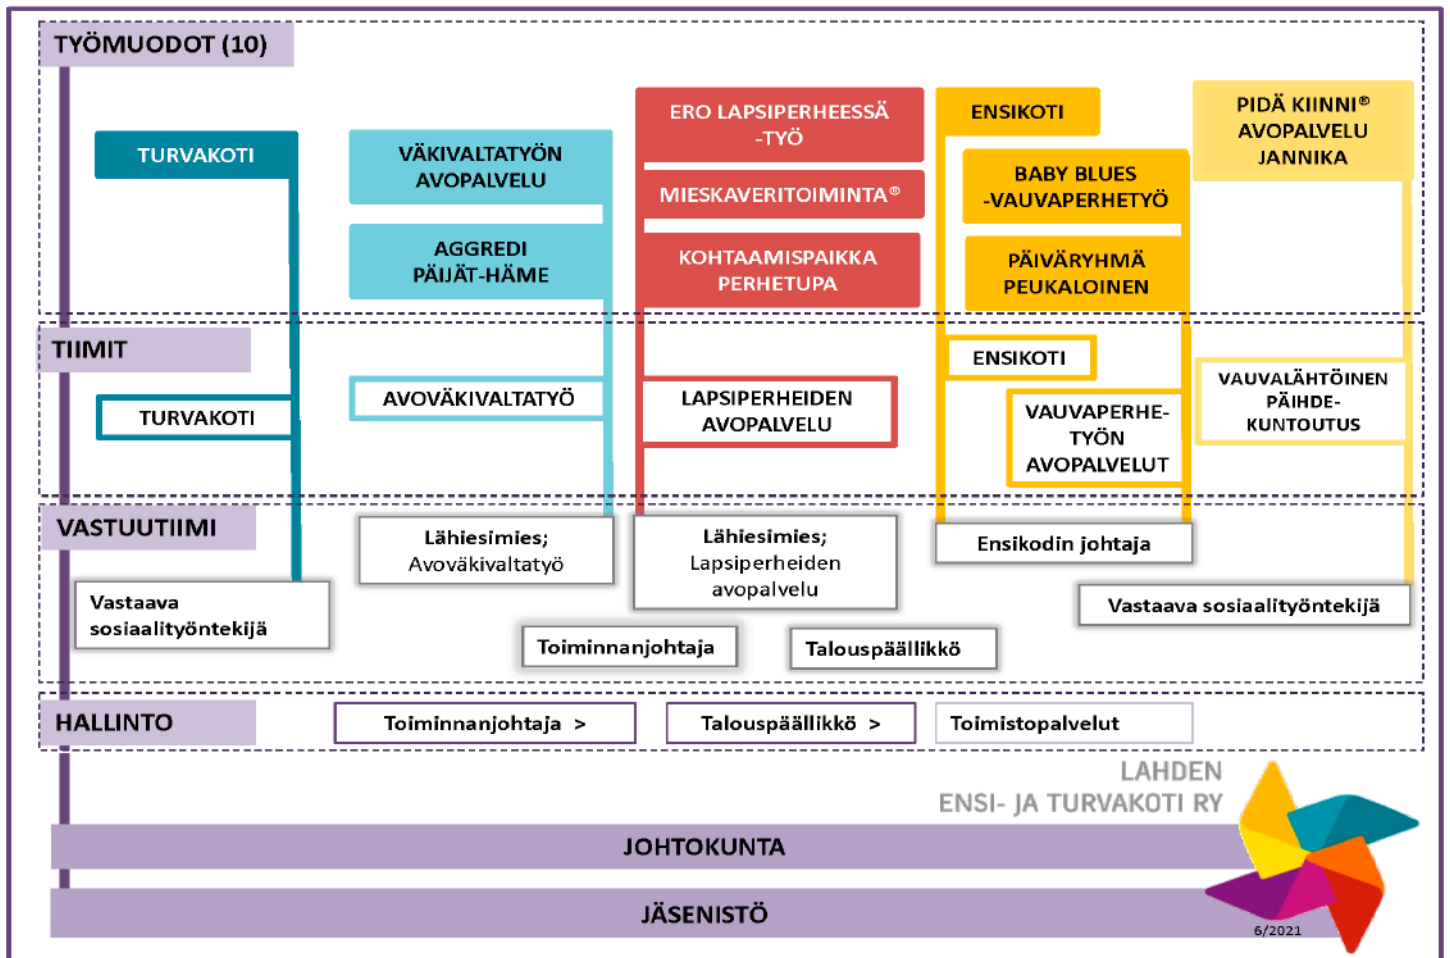 TYÖMUODOT (10)
TURVAKOTI
VÄKIVALTATYÖN
AVOPALVELU
AGGREDI
PÄIJÄT-HÄME
ERO LAPSIPERHEESSÄ
-TYÖ
MIESKAVERITOIMINTA®
KOHTAAMISPAIKKA
PERHETUPA
ENSIKOTI
BABY BLUES
-VAUVAPERHETYÖ
PÄIVÄRYHMÄ
PEUKALOINEN
PIDÄ KIINNI®
AVOPALVELU
JANNIKA
TIIMIT
TURVAKOTI
AVOVÄKIVALTATYÖ
LAPSIPERHEIDEN
AVOPALVELU
ENSIKOTI
VAUVAPERHE-
TYÖN
AVOPALVELUT
VAUVALÄHTÖINEN
PÄIHDE-
KUNTOUTUS
VASTUUTIIMI
Vastaava
sosiaalityöntekijä
Lähiesimies;
Avoväkivaltatyö
Lähiesimies;
Lapsiperheiden
avopalvelu
Ensikodin johtaja
Vastaava sosiaalityöntekijä
Toiminnanjohtaja
Talouspäällikkö
HALLINTO
Toiminnanjohtaja >
Talouspäällikkö >
Toimistopalvelut
LAHDEN
ENSI- JA TURVAKOTI RY
JOHTOKUNTA
JÄSENISTÖ
6/2021